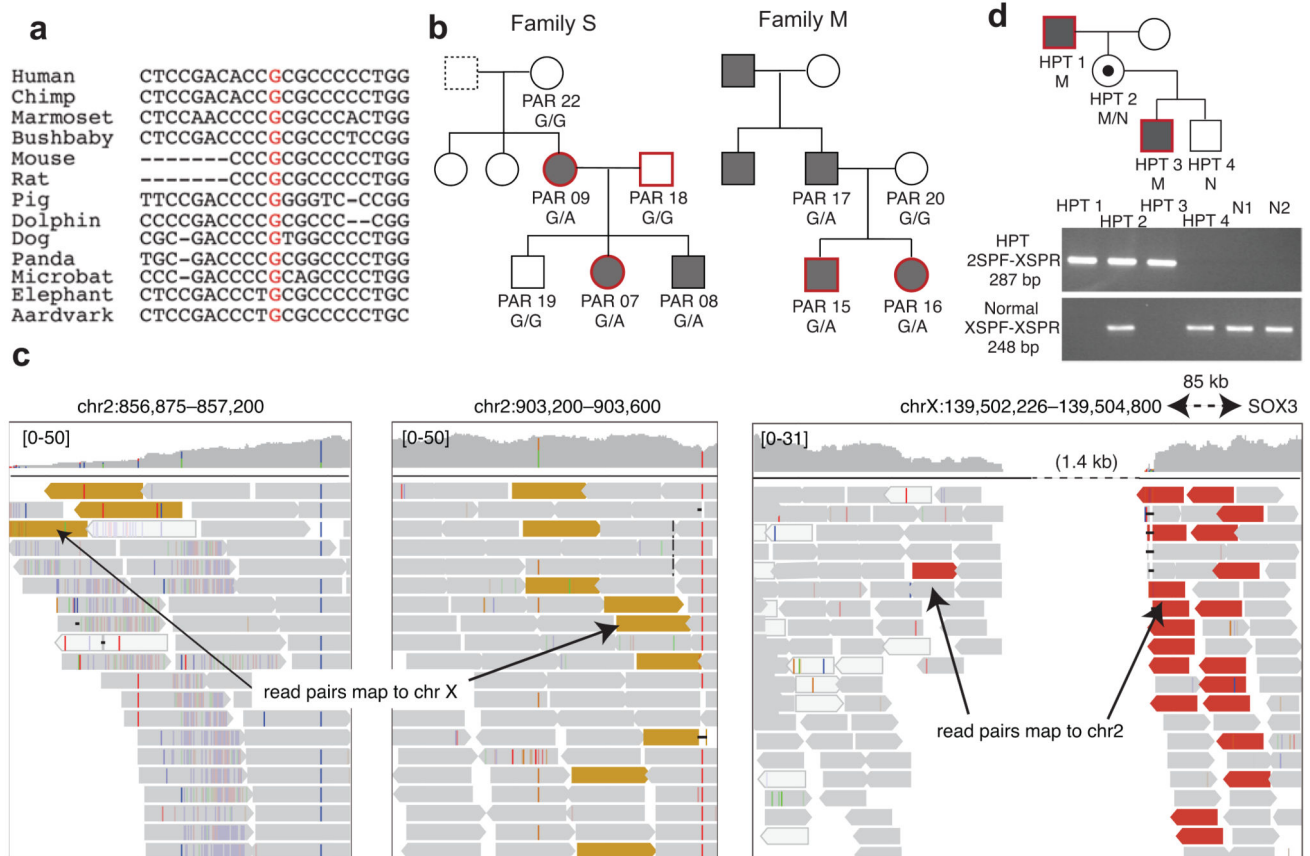 a
Human CTCCGACACCGCGCCCCCTGG
Chimp CTCCGACACCGCGCCCCCTGG
Marmoset CTCCAACCCCGCGCCCACTGG
Bushbaby CTCCGACCCCGCGCCCTCCGG
Mouse -------CCCGCGCCCCCTGG
Rat -------CCCGCGCCCCCTGG
Pig TTCCGACCCCGGGGTC-CCGG
Dolphin CCCCGACCCCGCGCCC--CGG
Dog CGC-GACCCCGTGGCCCCTGG
Panda TGC-GACCCCGCGGCCCCTGG
Microbat CCC-GACCCCGCAGCCCCTGG
Elephant CTCCGACCCTGCGCCCCCTGC
Aardvark CTCCGACCCTGCGCCCCCTGC
b
Family S
PAR 22
G/G
PAR 09
G/A
PAR 18
G/G
PAR 19
G/G
PAR 07
G/A
PAR 08
G/A
Family M
PAR 17
G/A
PAR 20
G/G
PAR 15
G/A
PAR 16
G/A
d
HPT 1
M
HPT 2
M/N
HPT 3
M
HPT 4
N
HPT 1 HPT 2 HPT 3 HPT 4 N1 N2
HPT
2SPF-XSPR
287 bp
Normal
XSPF-XSPR
248 bp
c
chr2:856,875–857,200
[0-50]
chr2:903,200–903,600
[0-50]
read pairs map to chr X
85 kb
chrX:139,502,226–139,504,800 SOX3
[0-31]
(1.4 kb)
read pairs map to chr2